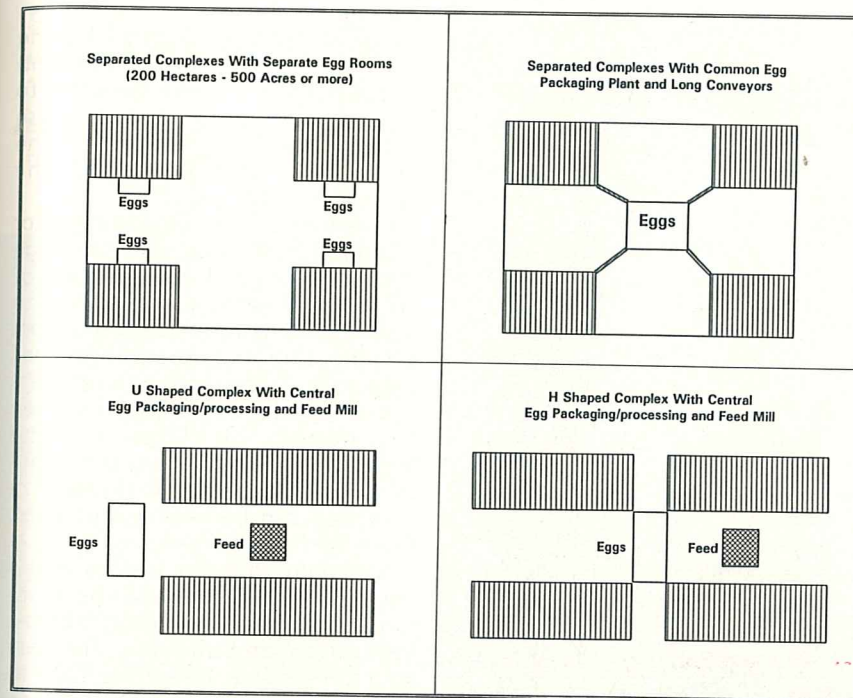 Separated Complexes With Separate Egg Rooms
(200 Hectares - 500 Acres or more)
Eggs
Eggs
Eggs
Eggs
Separated Complexes With Common Egg
Packaging Plant and Long Conveyors
Eggs
U Shaped Complex With Central
Egg Packaging/processing and Feed Mill
Eggs
Feed
H Shaped Complex With Central
Egg Packaging/processing and Feed Mill
Eggs
Feed